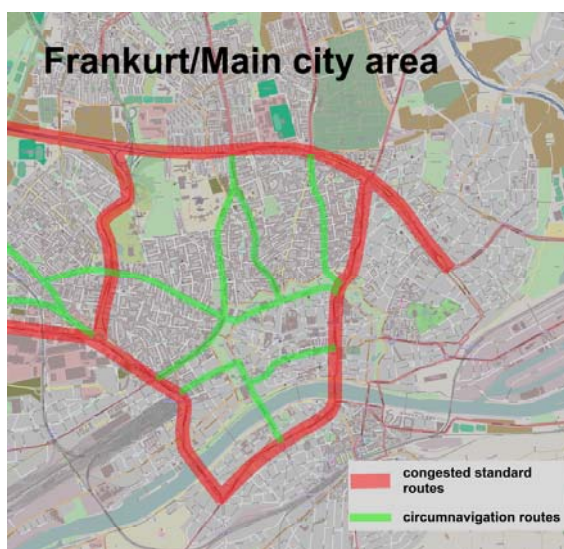 Frankurt/Main city area
congested standard
routes
circumnavigation routes